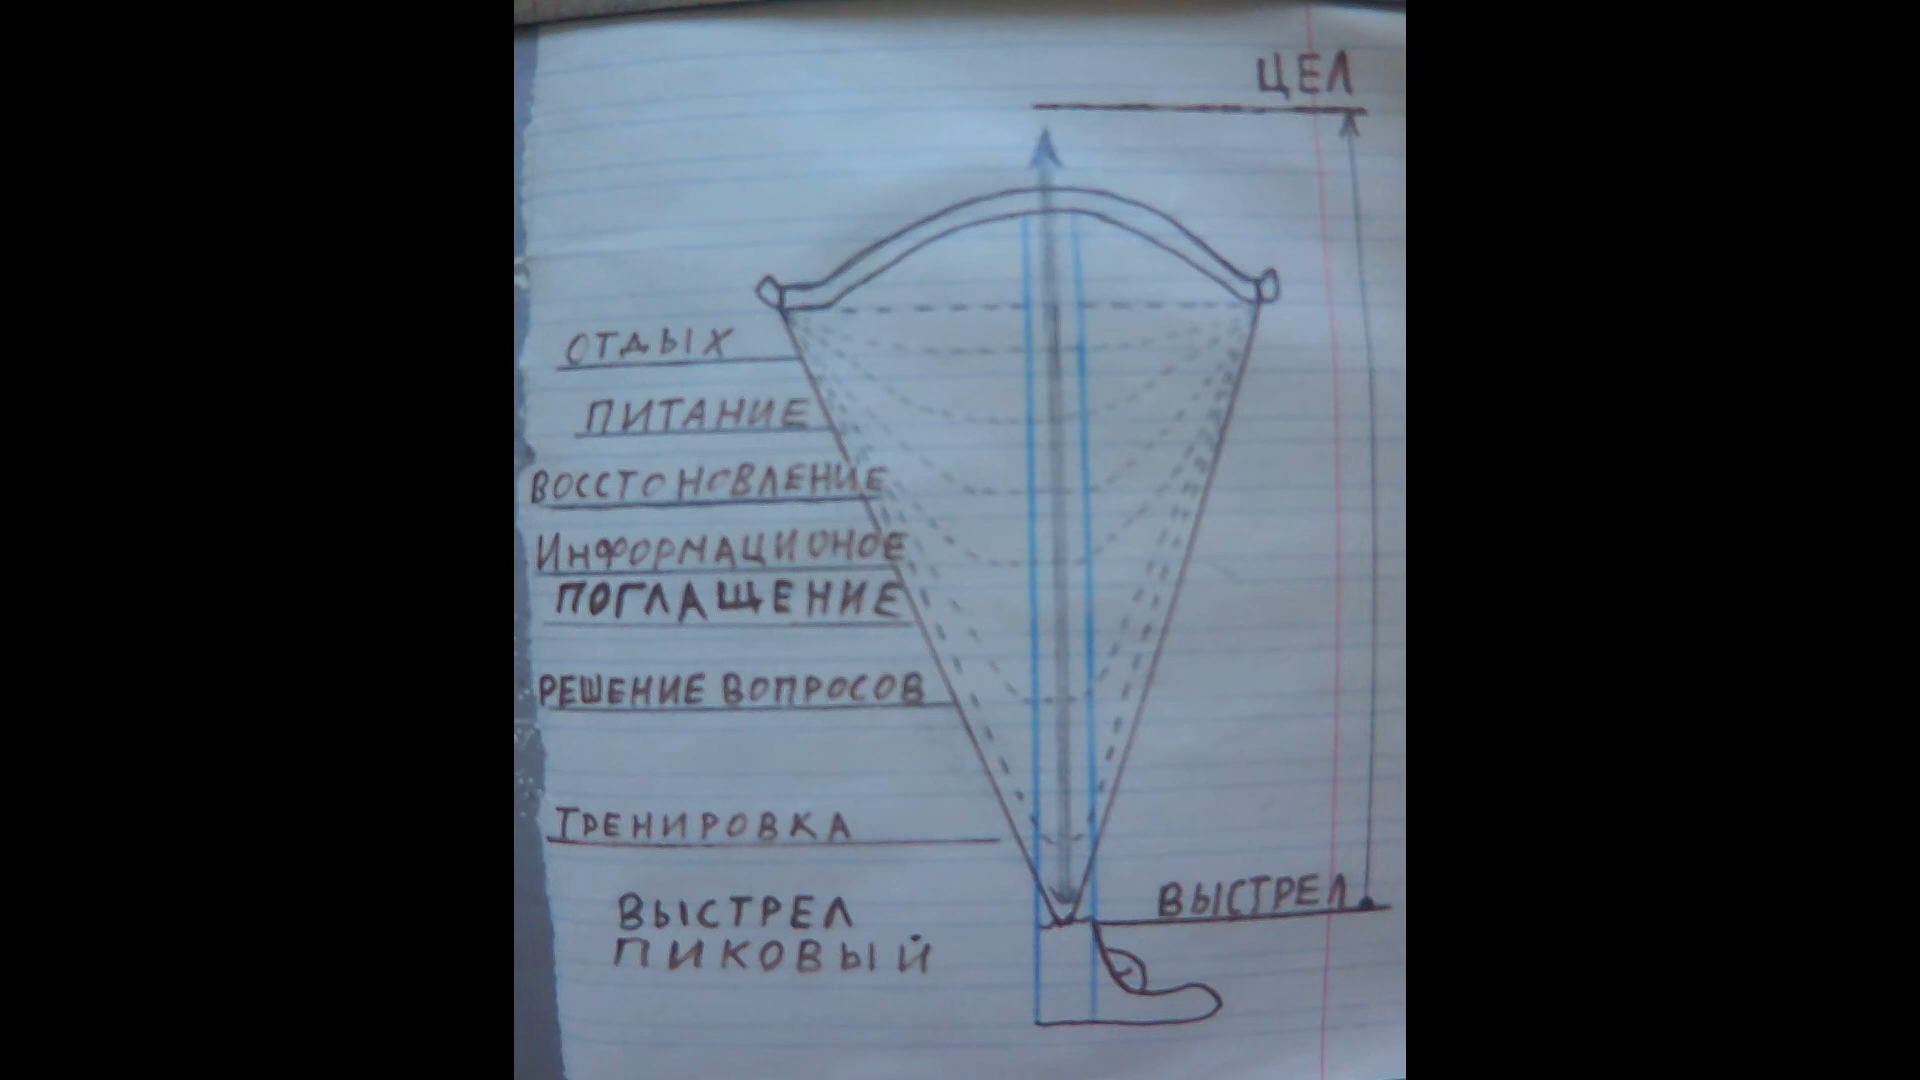 ЦЕЛ
ОТДЫХ
ПИТАНИЕ
ВОССТОНОВЛЕНИЕ
ИНФОРМАЦИОНОЕ
ПОГЛАЩЕНИЕ
РЕШЕНИЕ ВОПРОСОВ
ТРЕНИРОВКА
ВЫСТРЕЛ
ВЫСТРЕЛ
ПИКОВЫЙ